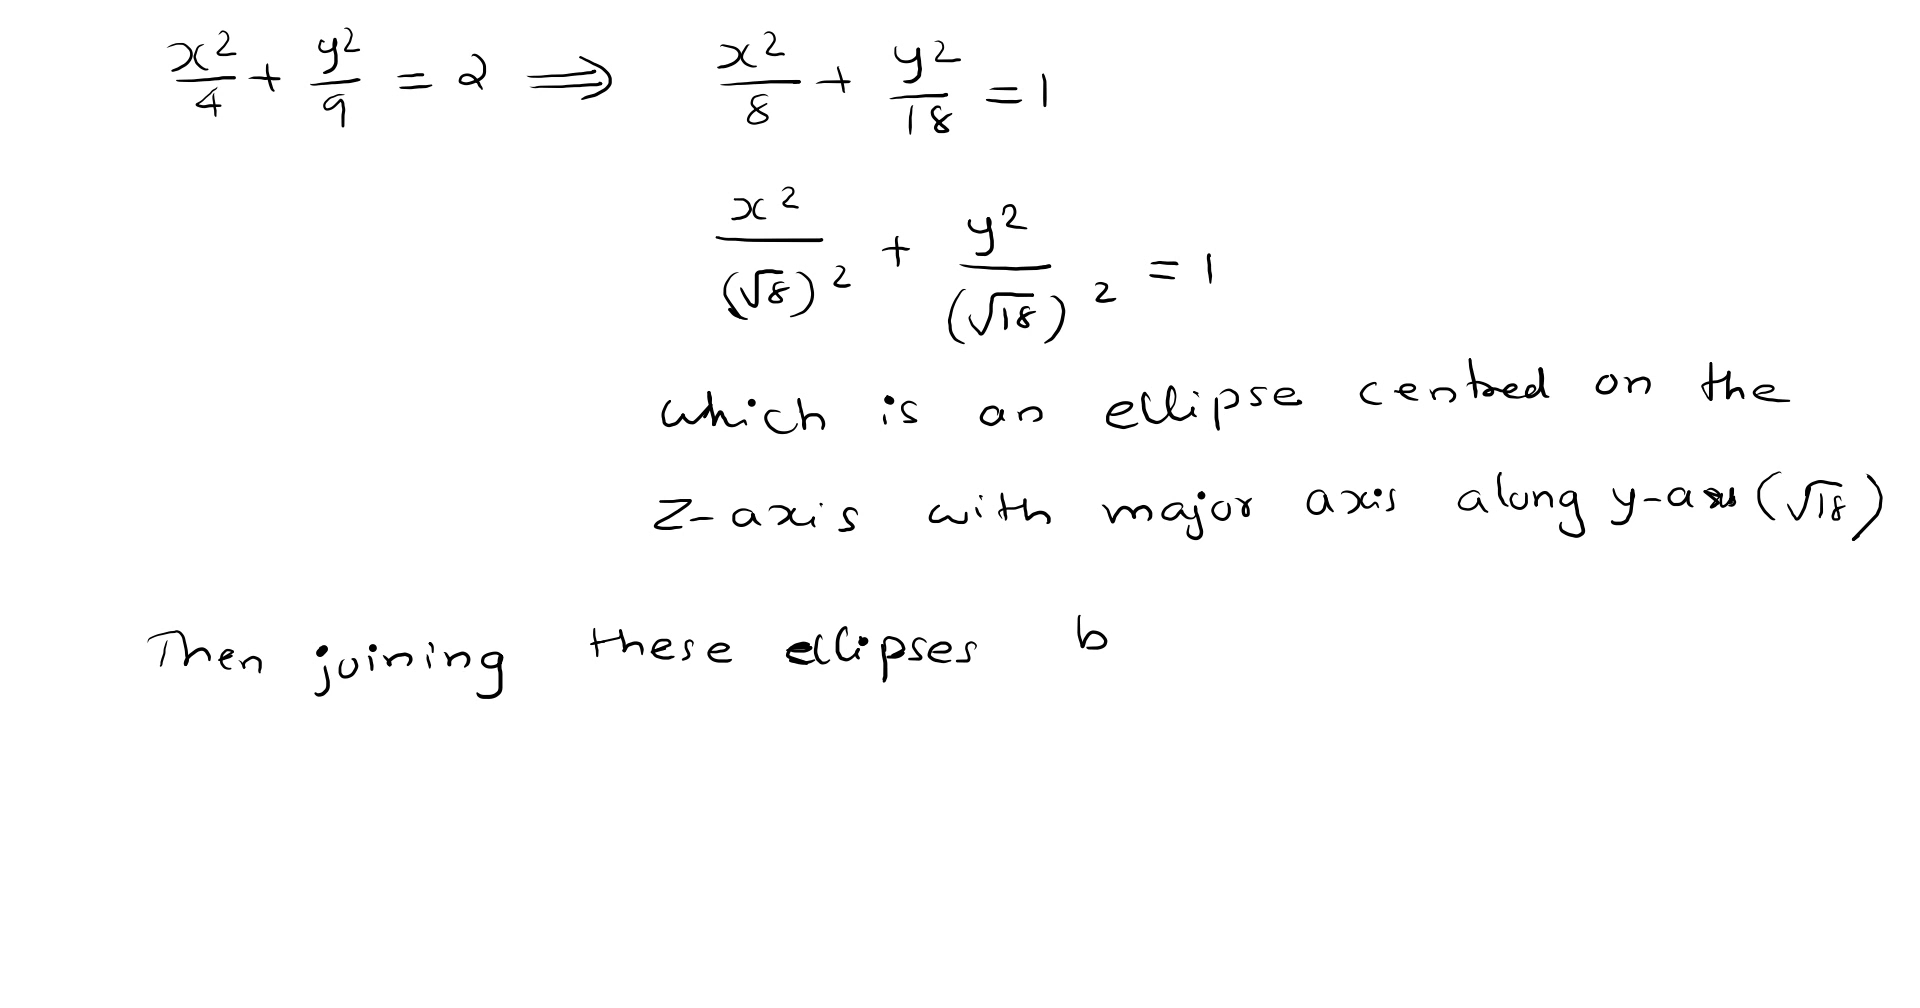 x²/4 + y²/9 = 2 ⟹ x²/8 + y²/18 = 1
x²/(√8)² + y²/(√18)² = 1
which is an ellipse centred on the
z-axis with major axis along y-axis (√18)
Then joining these ellipses b